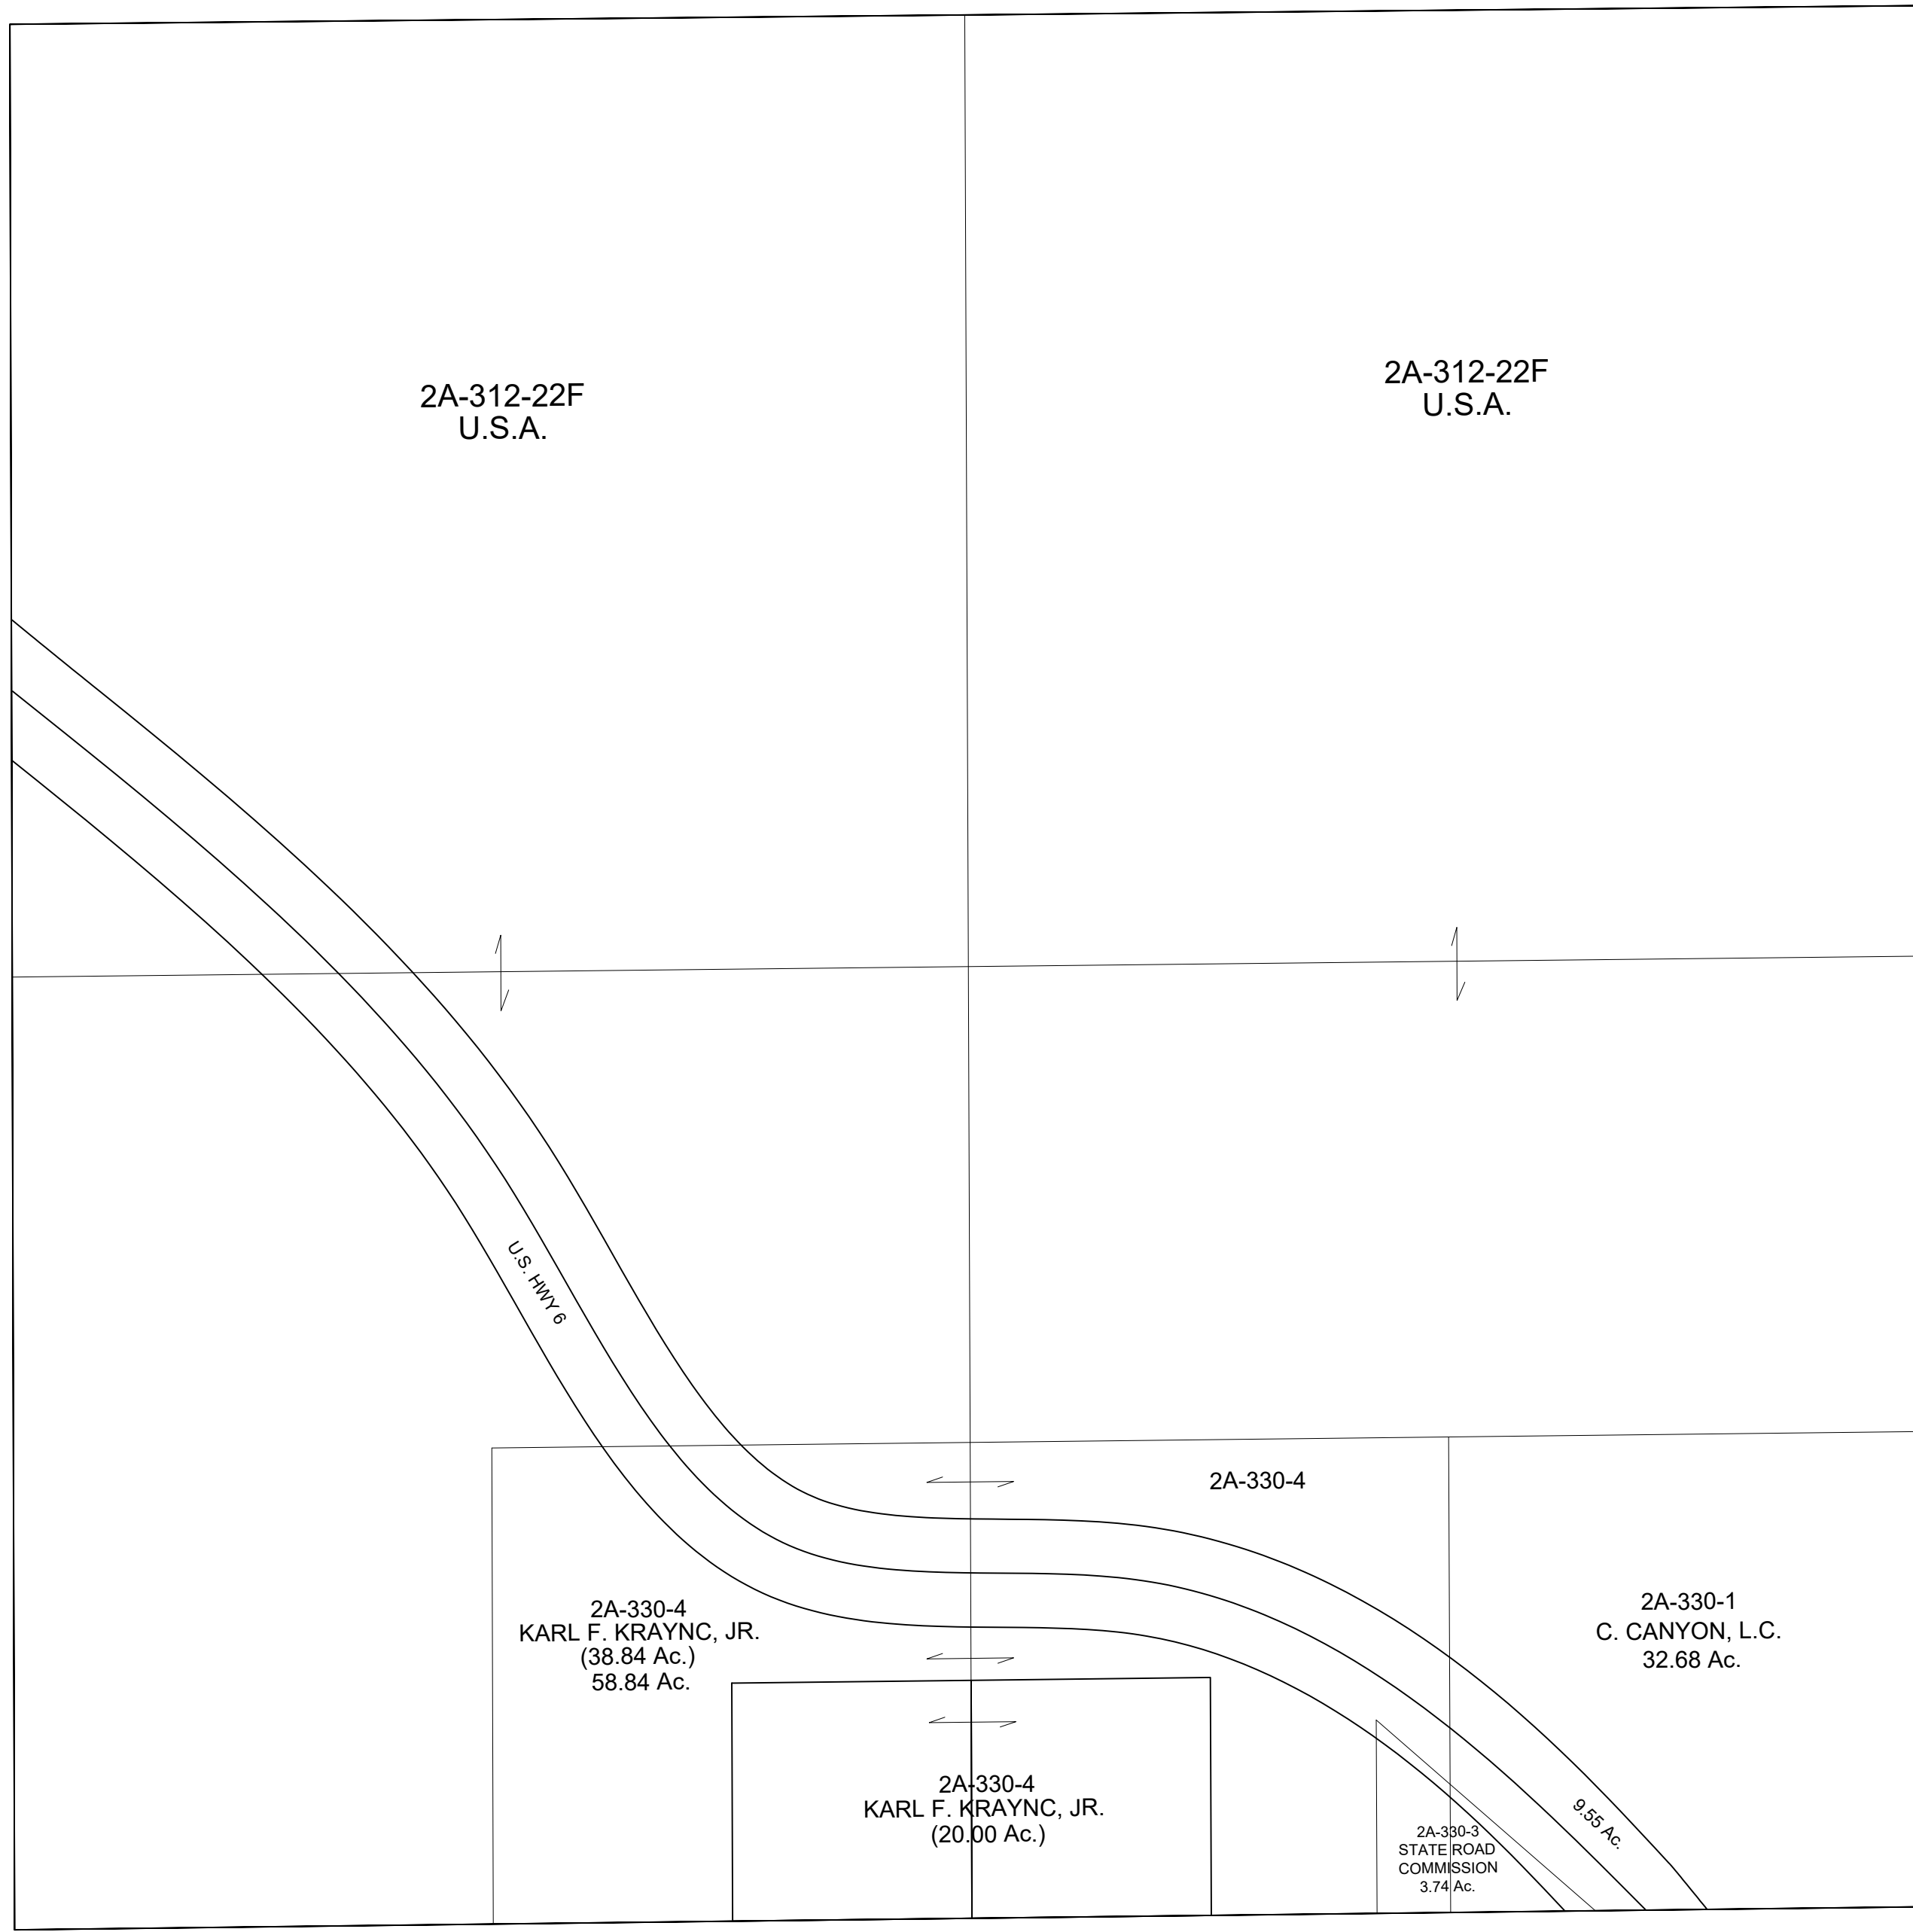 2A-312-22F
U.S.A.
2A-312-22F
U.S.A.
U.S. HWY 6
2A-330-4
2A-330-4
KARL F. KRAYNC, JR.
(38.84 Ac.)
58.84 Ac.
2A-330-1
C. CANYON, L.C.
32.68 Ac.
2A-330-4
KARL F. KRAYNC, JR.
(20.00 Ac.)
9.55 Ac.
2A-330-3
STATE ROAD
COMMISSION
3.74 Ac.